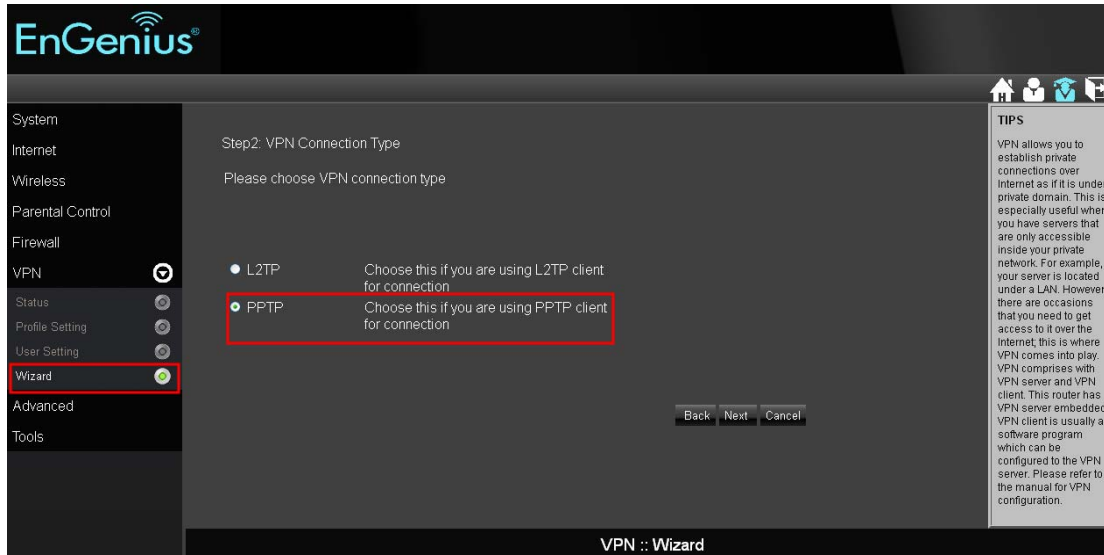 EnGenius®
System
Internet
Wireless
Parental Control
Firewall
VPN
Status
Profile Setting
User Setting
Wizard
Advanced
Tools
Step2: VPN Connection Type
Please choose VPN connection type
L2TP Choose this if you are using L2TP client
for connection
PPTP Choose this if you are using PPTP client
for connection
Back Next Cancel
TIPS
VPN allows you to
establish private
connections over
Internet as if it is under
private domain. This is
especially useful when
you have servers that
are only accessible
inside your private
network. For example,
your server is located
under a LAN. However
there are occasions
that you need to get
access to it over the
Internet; this is where
VPN comes into play.
VPN comprises with
VPN server and VPN
client. This router has
VPN server embedded
VPN client is usually a
software program
which can be
configured to the VPN
server. Please refer to
the manual for VPN
configuration.
VPN :: Wizard